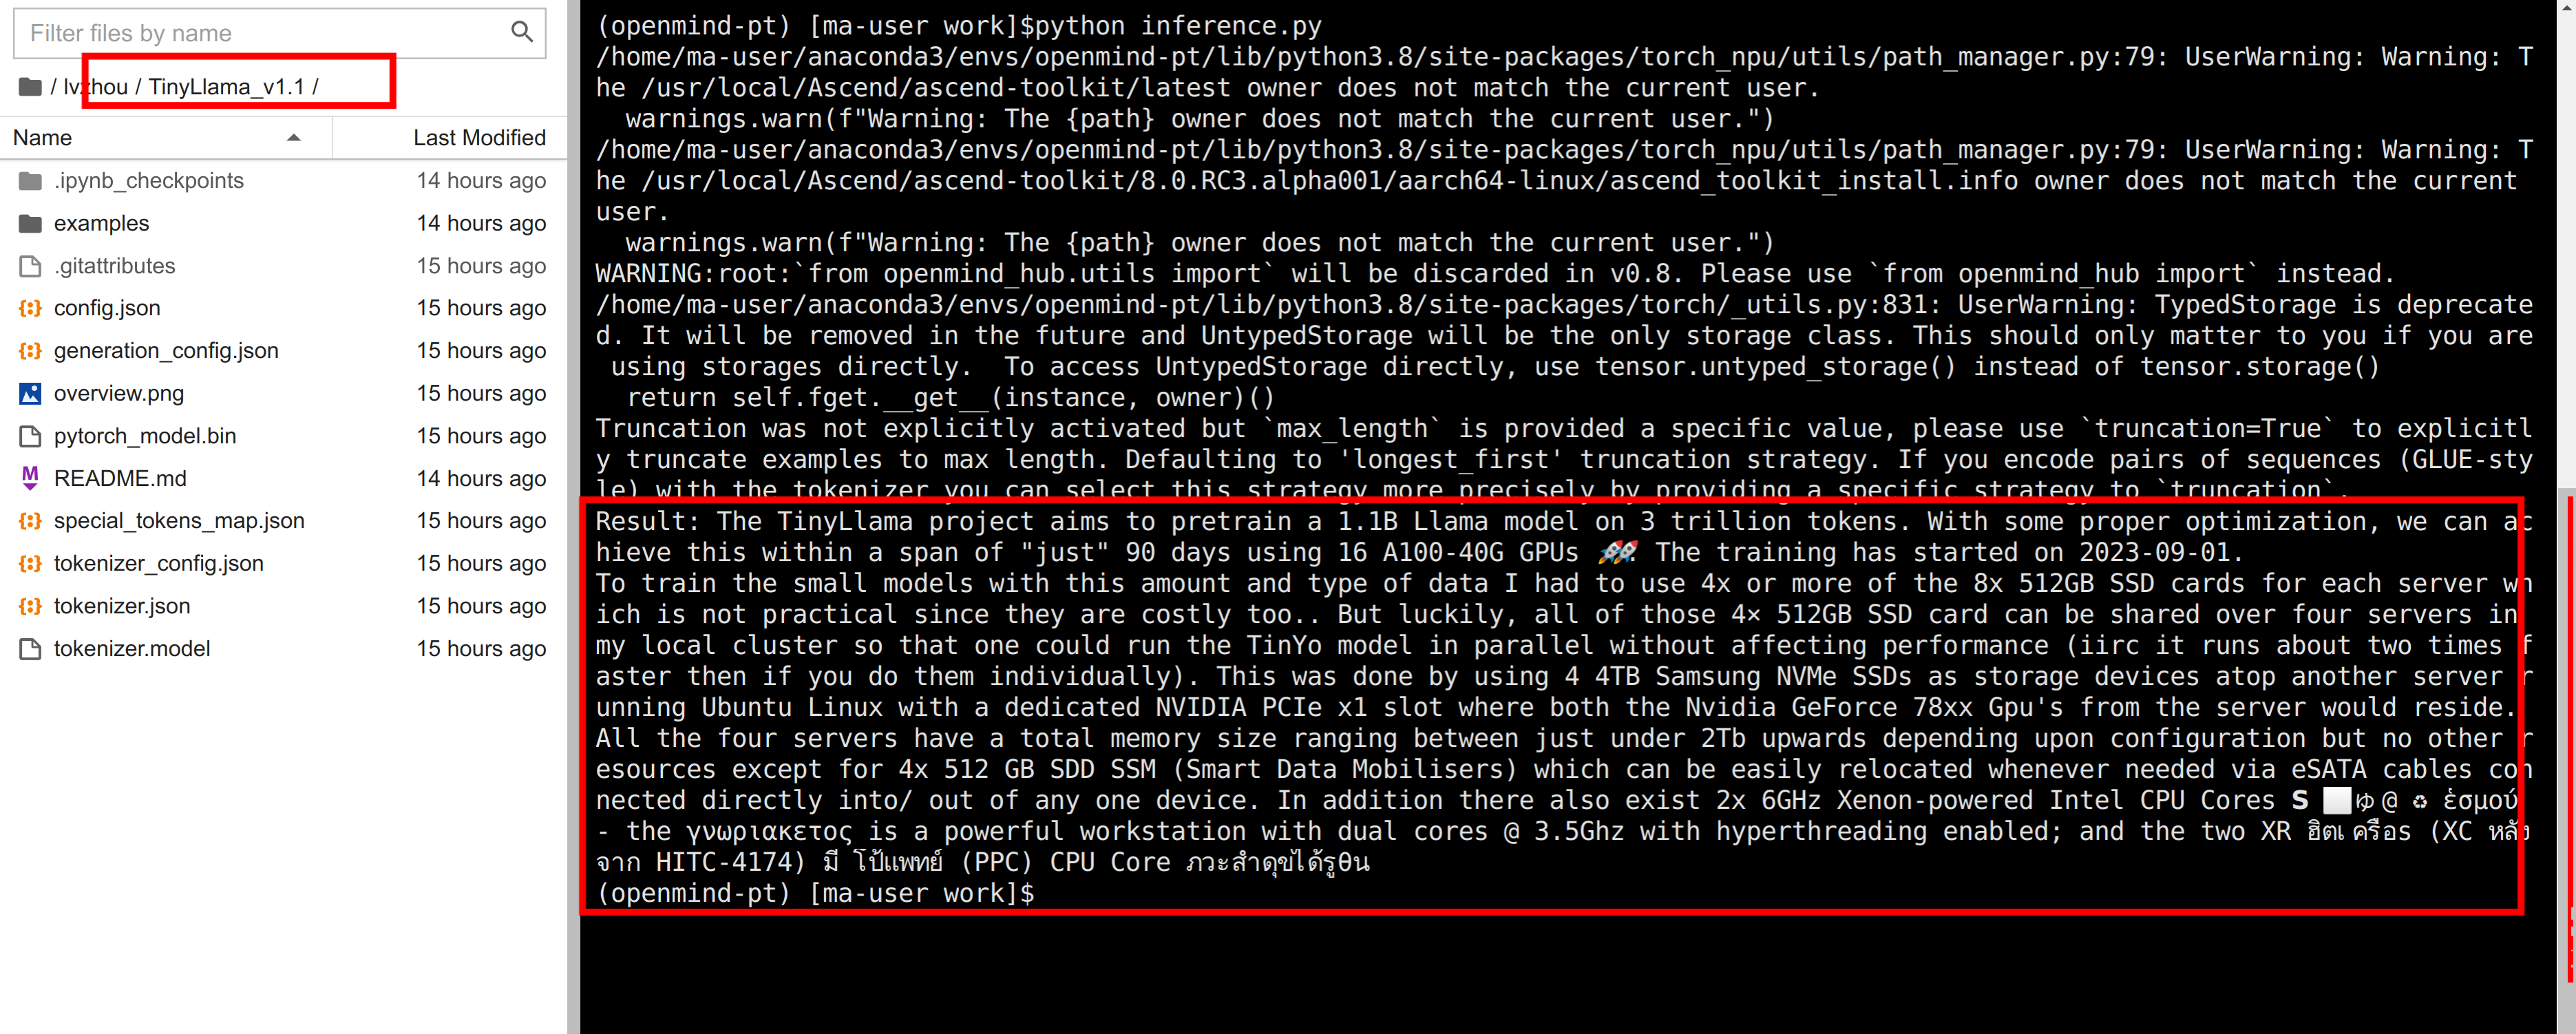 Filter files by name
/ lvzhou / TinyLlama_v1.1 /
Name Last Modified
.ipynb_checkpoints 14 hours ago
examples 14 hours ago
.gitattributes 15 hours ago
config.json 15 hours ago
generation_config.json 15 hours ago
overview.png 15 hours ago
pytorch_model.bin 15 hours ago
README.md 14 hours ago
special_tokens_map.json 15 hours ago
tokenizer_config.json 15 hours ago
tokenizer.json 15 hours ago
tokenizer.model 15 hours ago
(openmind-pt) [ma-user work]$python inference.py
/home/ma-user/anaconda3/envs/openmind-pt/lib/python3.8/site-packages/torch_npu/utils/path_manager.py:79: UserWarning: Warning: T
he /usr/local/Ascend/ascend-toolkit/latest owner does not match the current user.
warnings.warn(f"Warning: The {path} owner does not match the current user.")
/home/ma-user/anaconda3/envs/openmind-pt/lib/python3.8/site-packages/torch_npu/utils/path_manager.py:79: UserWarning: Warning: T
he /usr/local/Ascend/ascend-toolkit/8.0.RC3.alpha001/aarch64-linux/ascend_toolkit_install.info owner does not match the current
user.
warnings.warn(f"Warning: The {path} owner does not match the current user.")
WARNING:root:`from openmind_hub.utils import` will be discarded in v0.8. Please use `from openmind_hub import` instead.
/home/ma-user/anaconda3/envs/openmind-pt/lib/python3.8/site-packages/torch/_utils.py:831: UserWarning: TypedStorage is deprecate
d. It will be removed in the future and UntypedStorage will be the only storage class. This should only matter to you if you are
using storages directly.  To access UntypedStorage directly, use tensor.untyped_storage() instead of tensor.storage()
return self.fget.__get__(instance, owner)()
Truncation was not explicitly activated but `max_length` is provided a specific value, please use `truncation=True` to explicitl
y truncate examples to max length. Defaulting to 'longest_first' truncation strategy. If you encode pairs of sequences (GLUE-sty
le) with the tokenizer you can select this strategy more precisely by providing a specific strategy to `truncation`.
Result: The TinyLlama project aims to pretrain a 1.1B Llama model on 3 trillion tokens. With some proper optimization, we can ac
hieve this within a span of "just" 90 days using 16 A100-40G GPUs 🚀🚀. The training has started on 2023-09-01.
To train the small models with this amount and type of data I had to use 4x or more of the 8x 512GB SSD cards for each server wh
ich is not practical since they are costly too.. But luckily, all of those 4× 512GB SSD card can be shared over four servers in
my local cluster so that one could run the TinYo model in parallel without affecting performance (iirc it runs about two times f
aster then if you do them individually). This was done by using 4 4TB Samsung NVMe SSDs as storage devices atop another server r
unning Ubuntu Linux with a dedicated NVIDIA PCIe x1 slot where both the Nvidia GeForce 78xx Gpu's from the server would reside.
All the four servers have a total memory size ranging between just under 2Tb upwards depending upon configuration but no other r
esources except for 4x 512 GB SDD SSM (Smart Data Mobilisers) which can be easily relocated whenever needed via eSATA cables con
nected directly into/ out of any one device. In addition there also exist 2x 6GHz Xenon-powered Intel CPU Cores S ⬜ゆ@ ♻ ἑσμού
- the γνωριακετος is a powerful workstation with dual cores @ 3.5Ghz with hyperthreading enabled; and the two XR ฮิตเครือs (XC หลัง
จาก HITC-4174) มี โป้แพทย์ (PPC) CPU Core ภวะสำดุขได้รูθน
(openmind-pt) [ma-user work]$